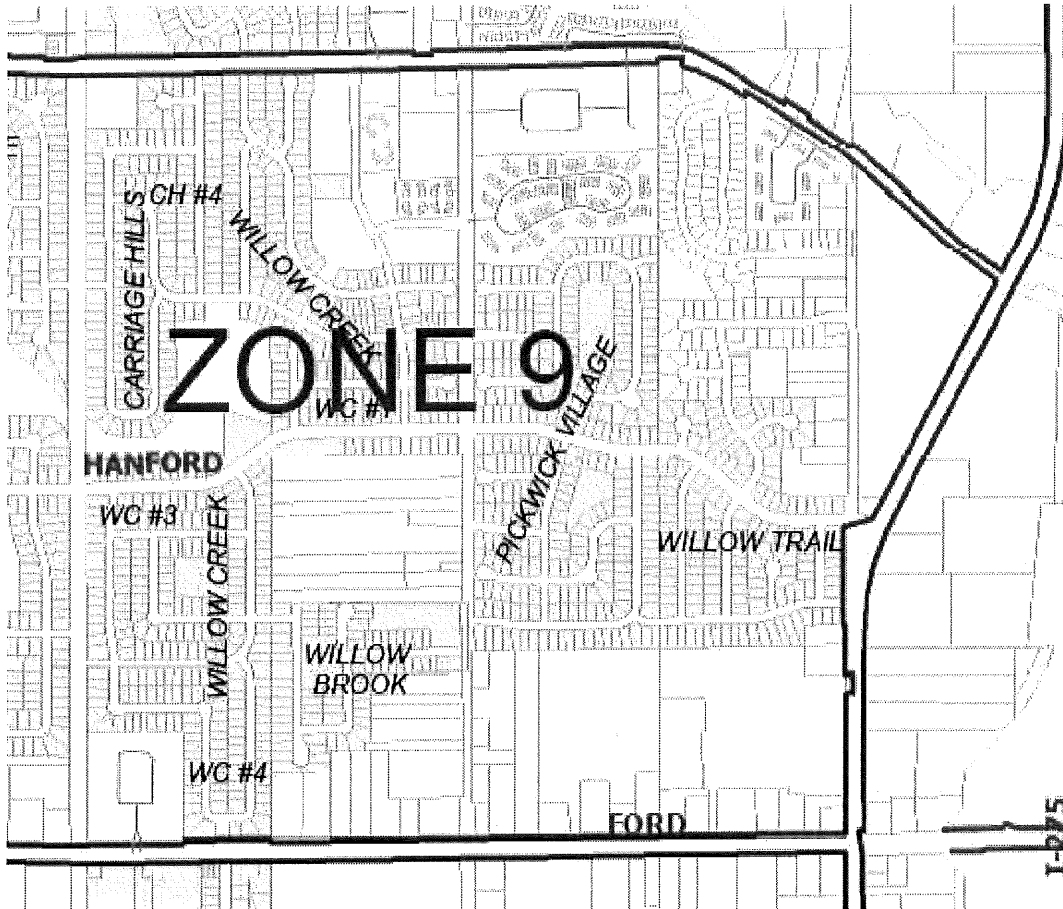 CH #4
CARRIAGE HILLS
WILLOW CREEK
ZONE 9
WC #1
PICKWICK VILLAGE
HANFORD
WC #3
WILLOW CREEK
WILLOW TRAIL
WILLOW
BROOK
WC #4
FORD